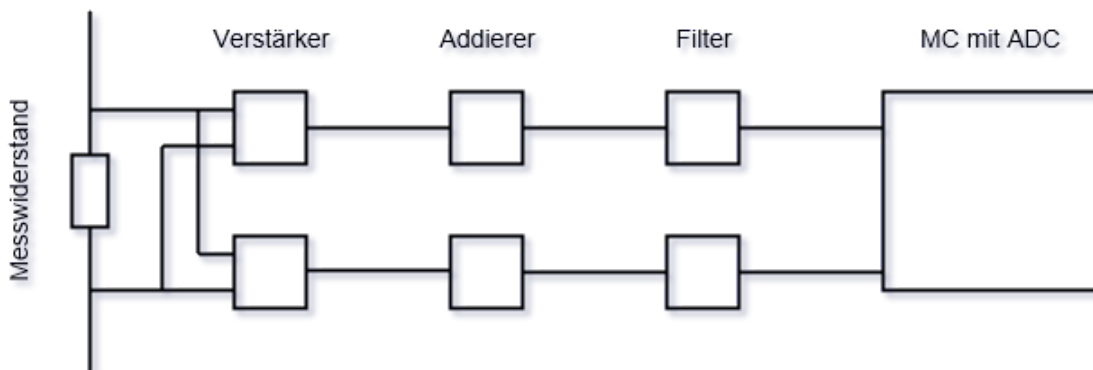 Verstärker
Addierer
Filter
MC mit ADC
Messwiderstand